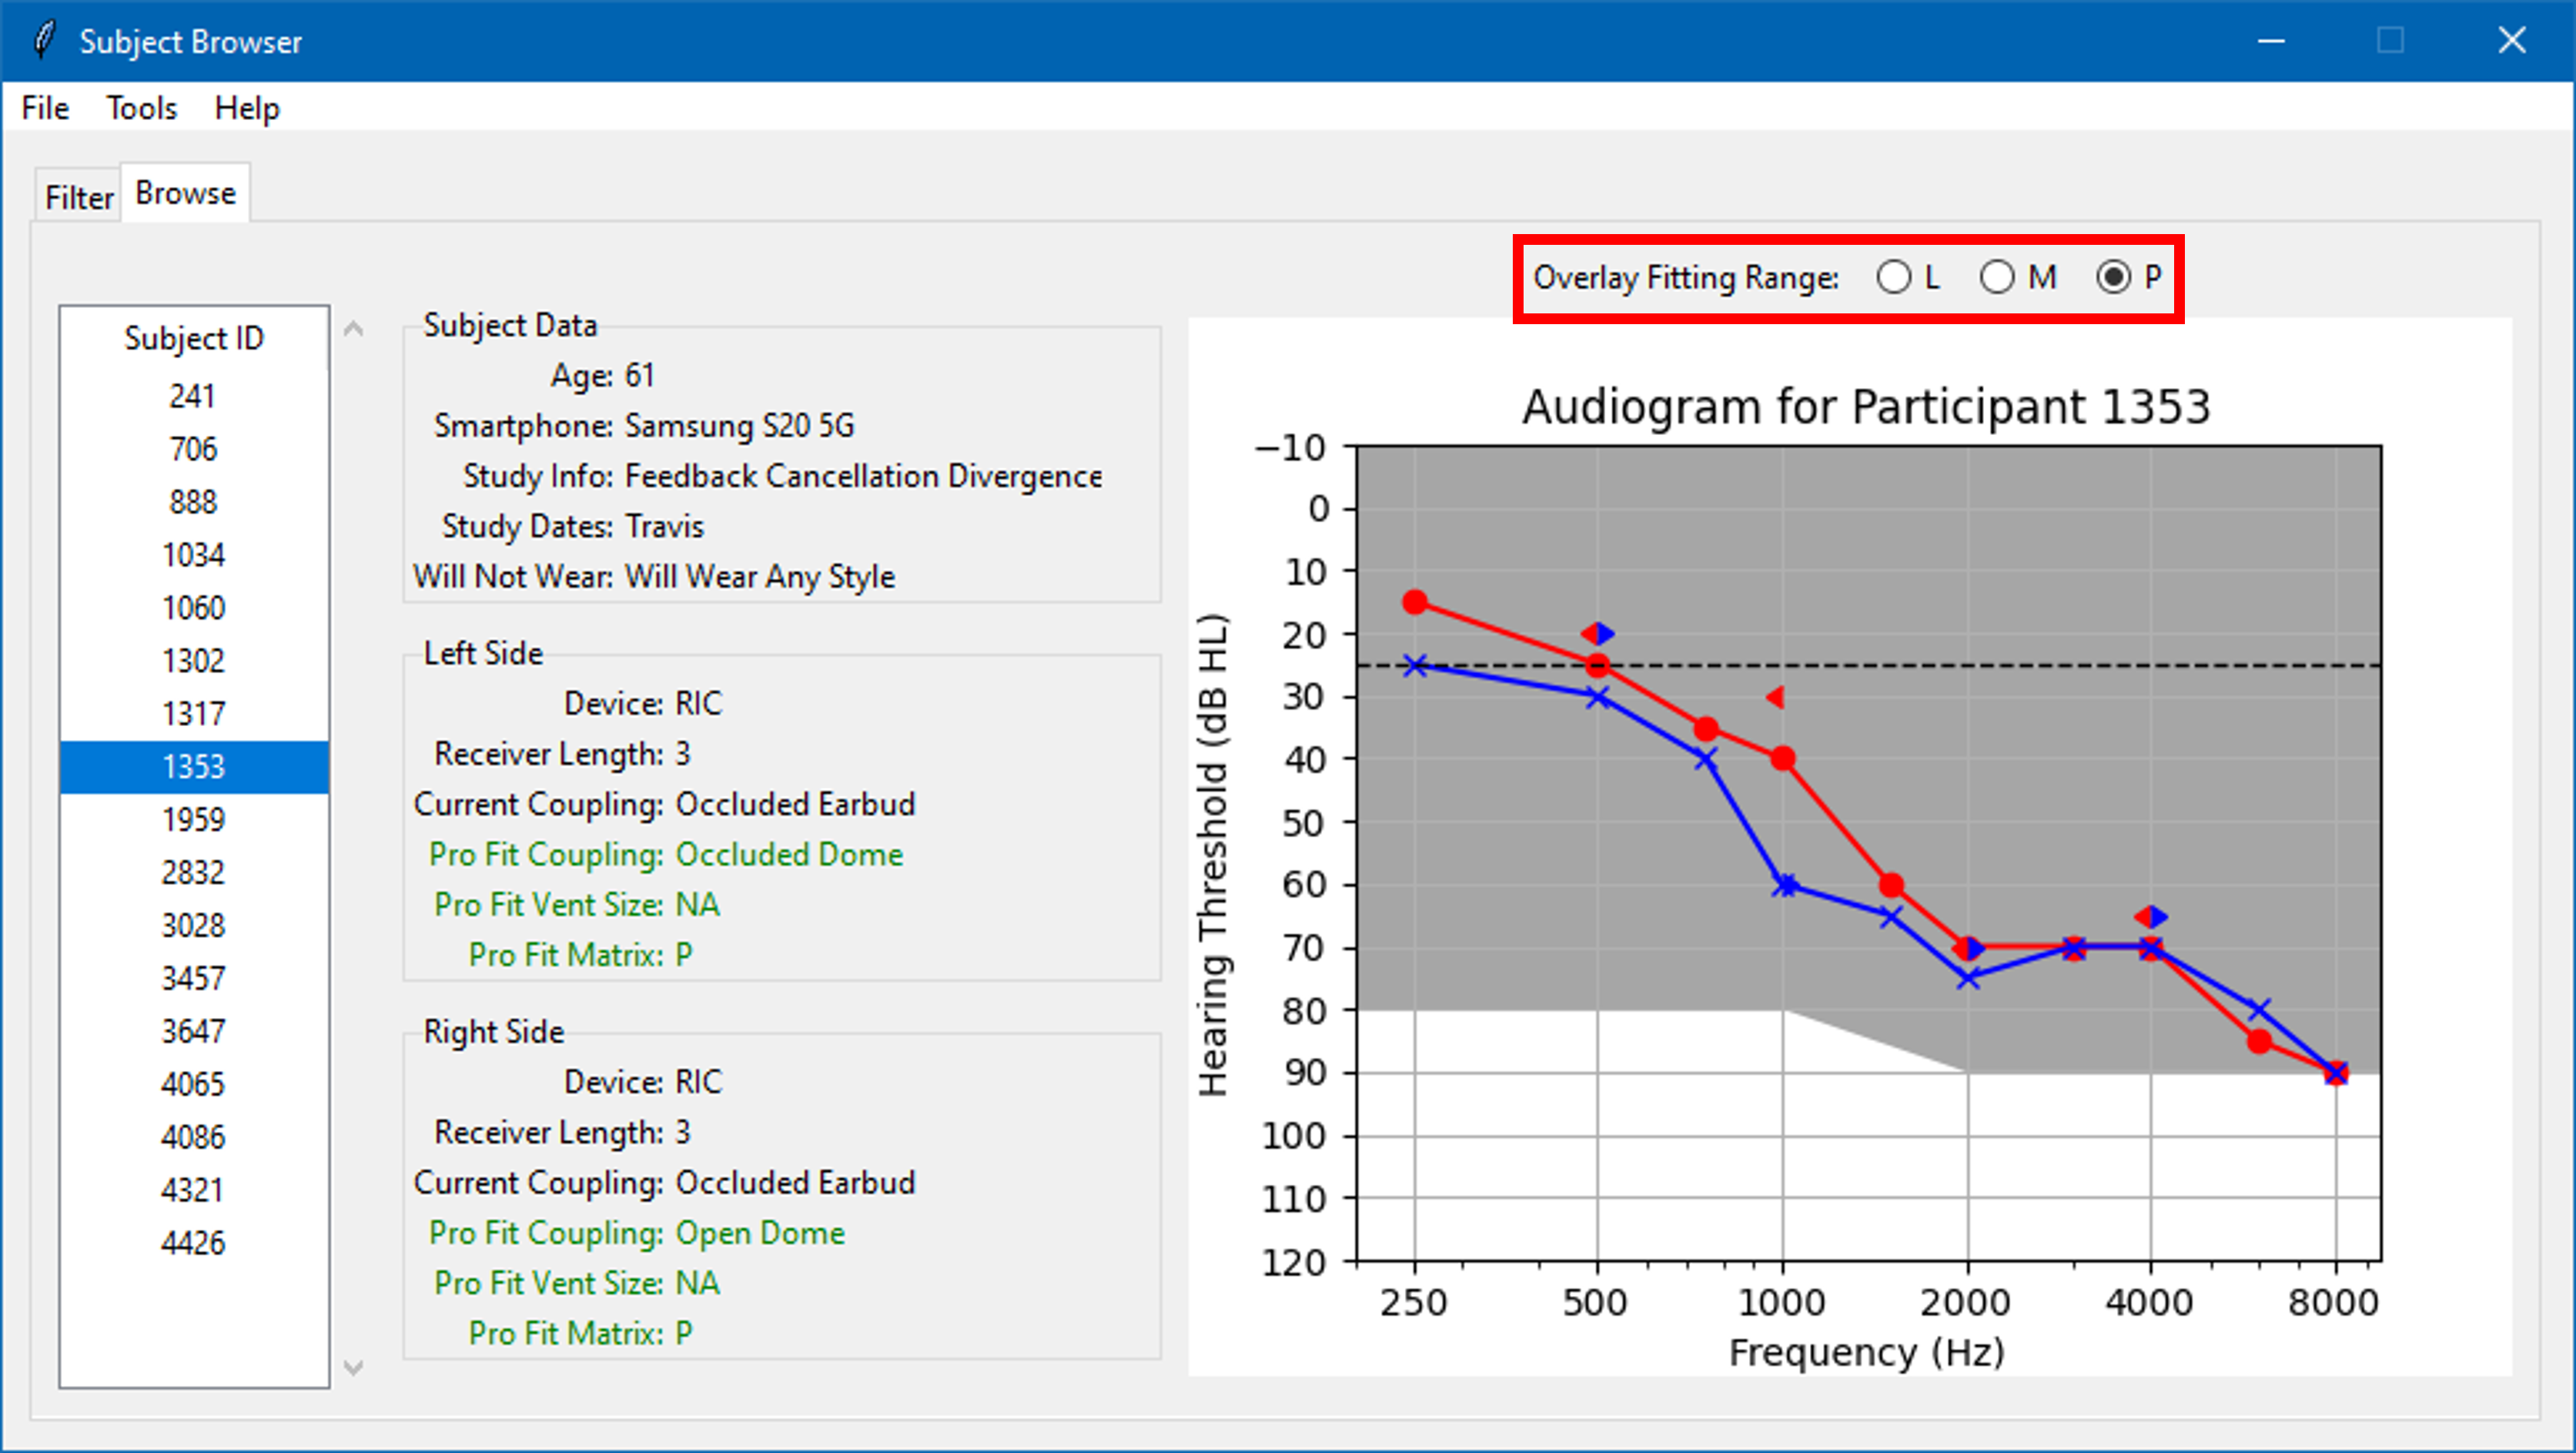 Subject Browser
File Tools Help
Filter Browse
Overlay Fitting Range: L M P
Subject ID
241
706
888
1034
1060
1302
1317
1353
1959
2832
3028
3457
3647
4065
4086
4321
4426
Subject Data
Age: 61
Smartphone: Samsung S20 5G
Study Info: Feedback Cancellation Divergence
Study Dates: Travis
Will Not Wear: Will Wear Any Style
Left Side
Device: RIC
Receiver Length: 3
Current Coupling: Occluded Earbud
Pro Fit Coupling: Occluded Dome
Pro Fit Vent Size: NA
Pro Fit Matrix: P
Right Side
Device: RIC
Receiver Length: 3
Current Coupling: Occluded Earbud
Pro Fit Coupling: Open Dome
Pro Fit Vent Size: NA
Pro Fit Matrix: P
Audiogram for Participant 1353
Hearing Threshold (dB HL)
−10
0
10
20
30
40
50
60
70
80
90
100
110
120
250 500 1000 2000 4000 8000
Frequency (Hz)